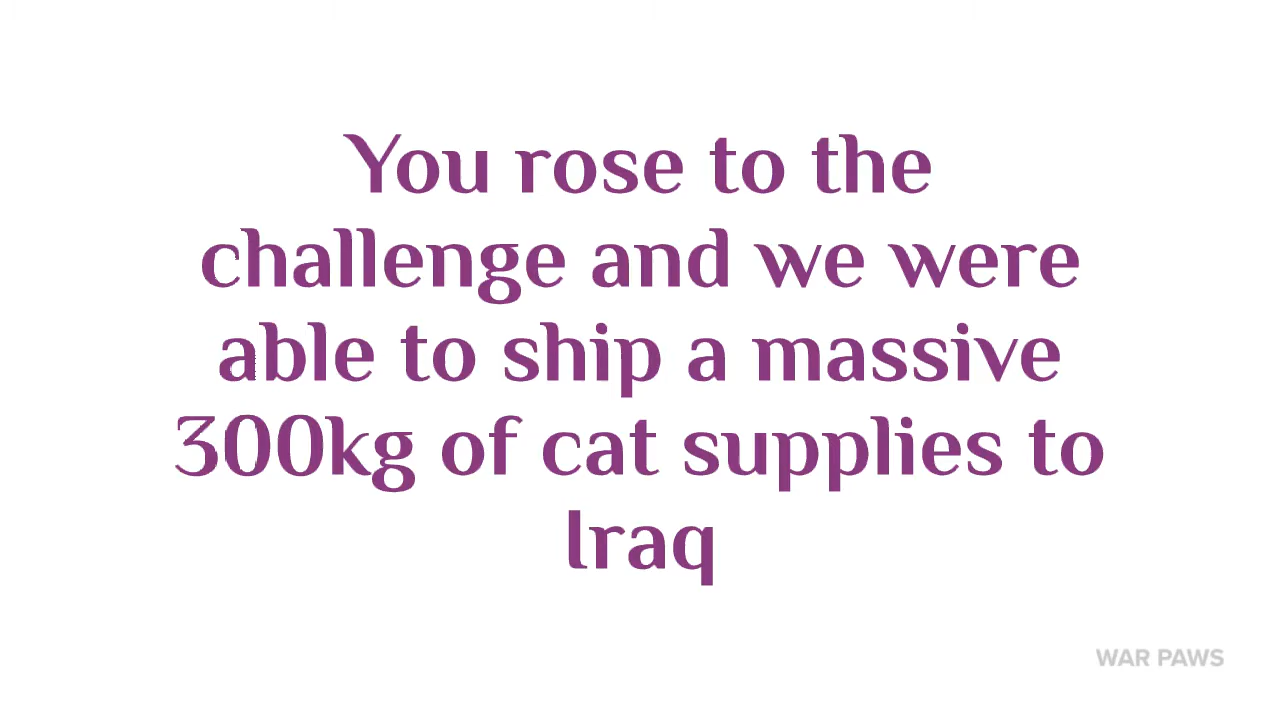 You rose to the
challenge and we were
able to ship a massive
300kg of cat supplies to
Iraq
WAR PAWS